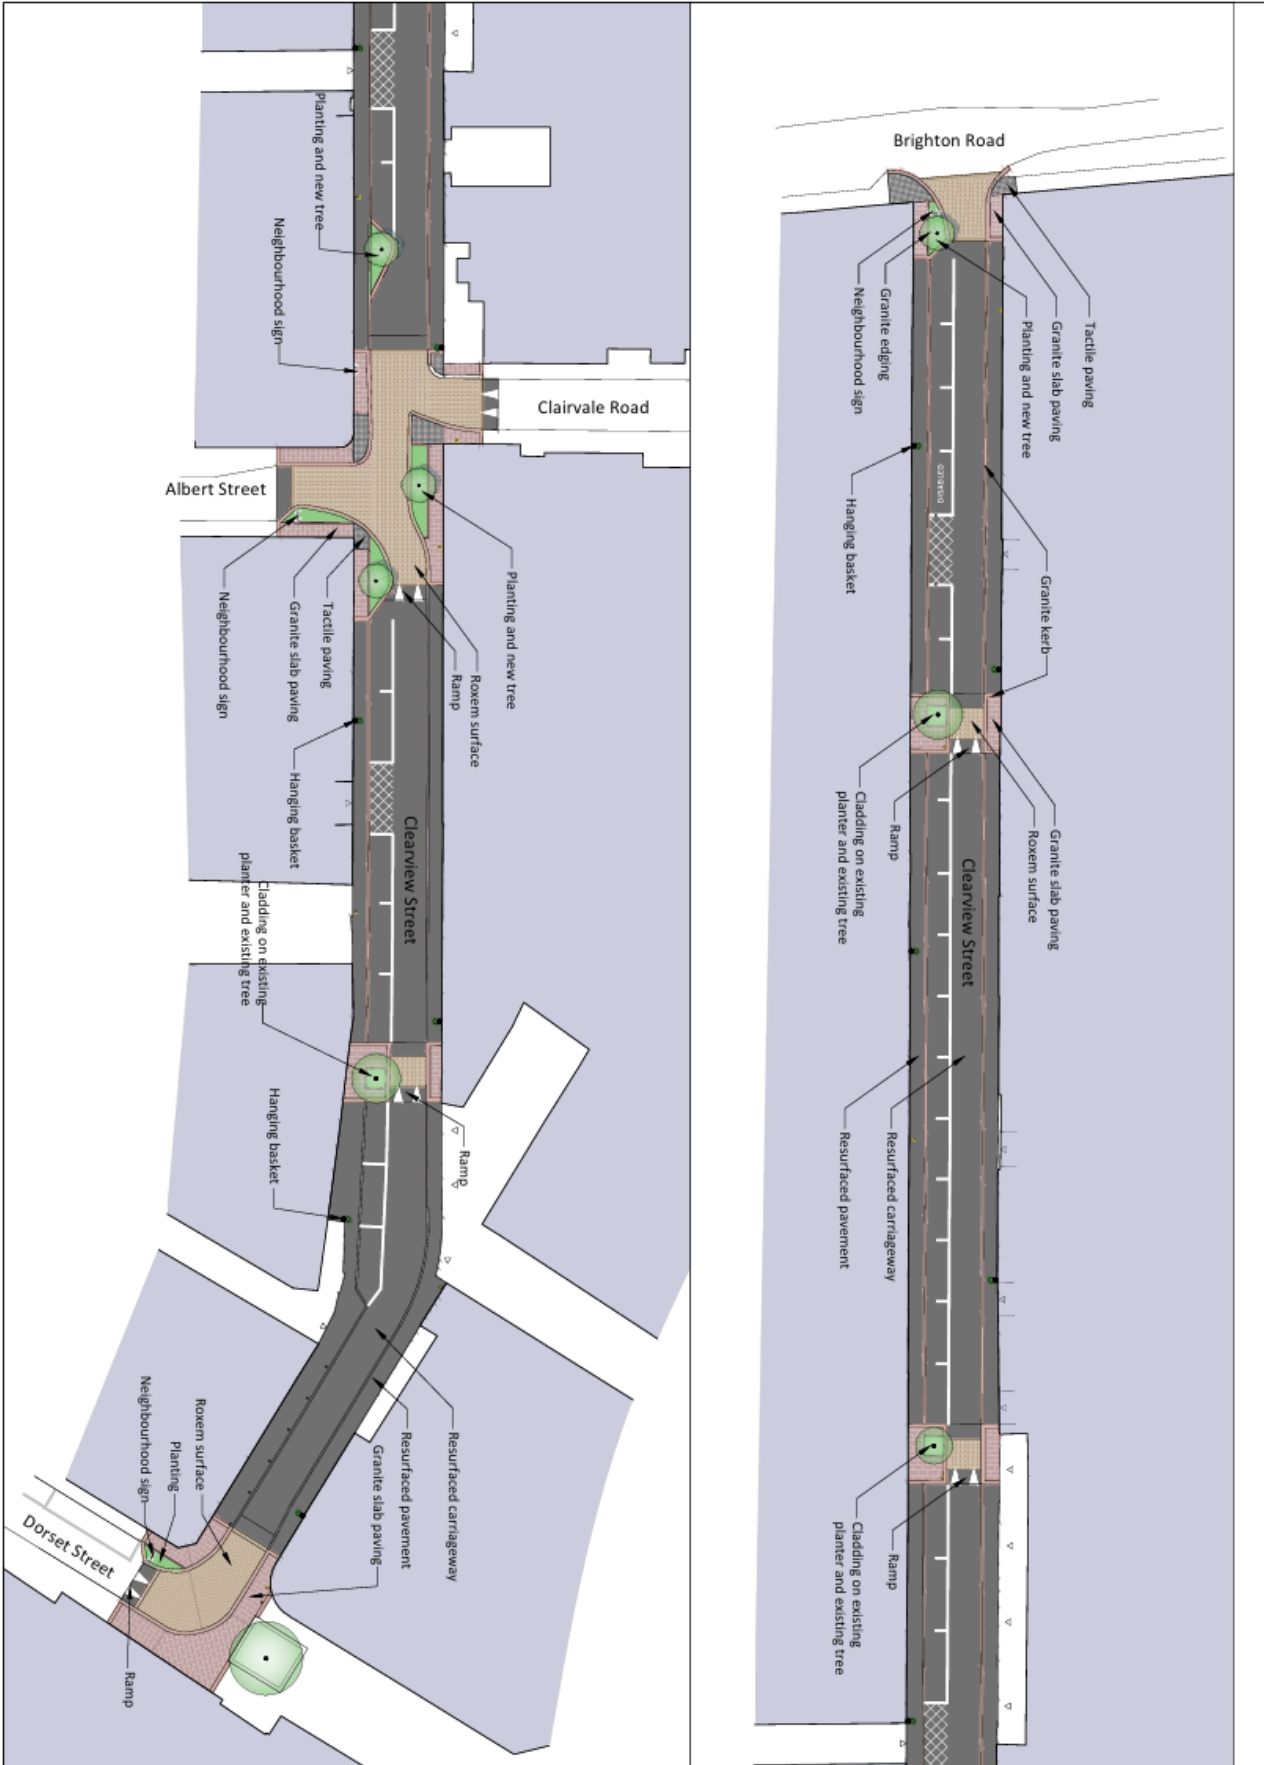 Planting and new tree
Neighbourhood sign
Clairvale Road
Albert Street
Neighbourhood sign
Granite slab paving
Tactile paving
Planting and new tree
Roxem surface
Ramp
Hanging basket
Clearview Street
Cladding on existing
planter and existing tree
Hanging basket
Ramp
Resurfaced carriageway
Resurfaced pavement
Granite slab paving
Roxem surface
Planting
Neighbourhood sign
Dorset Street
Ramp
Brighton Road
Tactile paving
Granite slab paving
Planting and new tree
Granite edging
Neighbourhood sign
DISABLED
Hanging basket
Granite kerb
Granite slab paving
Roxem surface
Ramp
Cladding on existing
planter and existing tree
Clearview Street
Resurfaced carriageway
Resurfaced pavement
Ramp
Cladding on existing
planter and existing tree